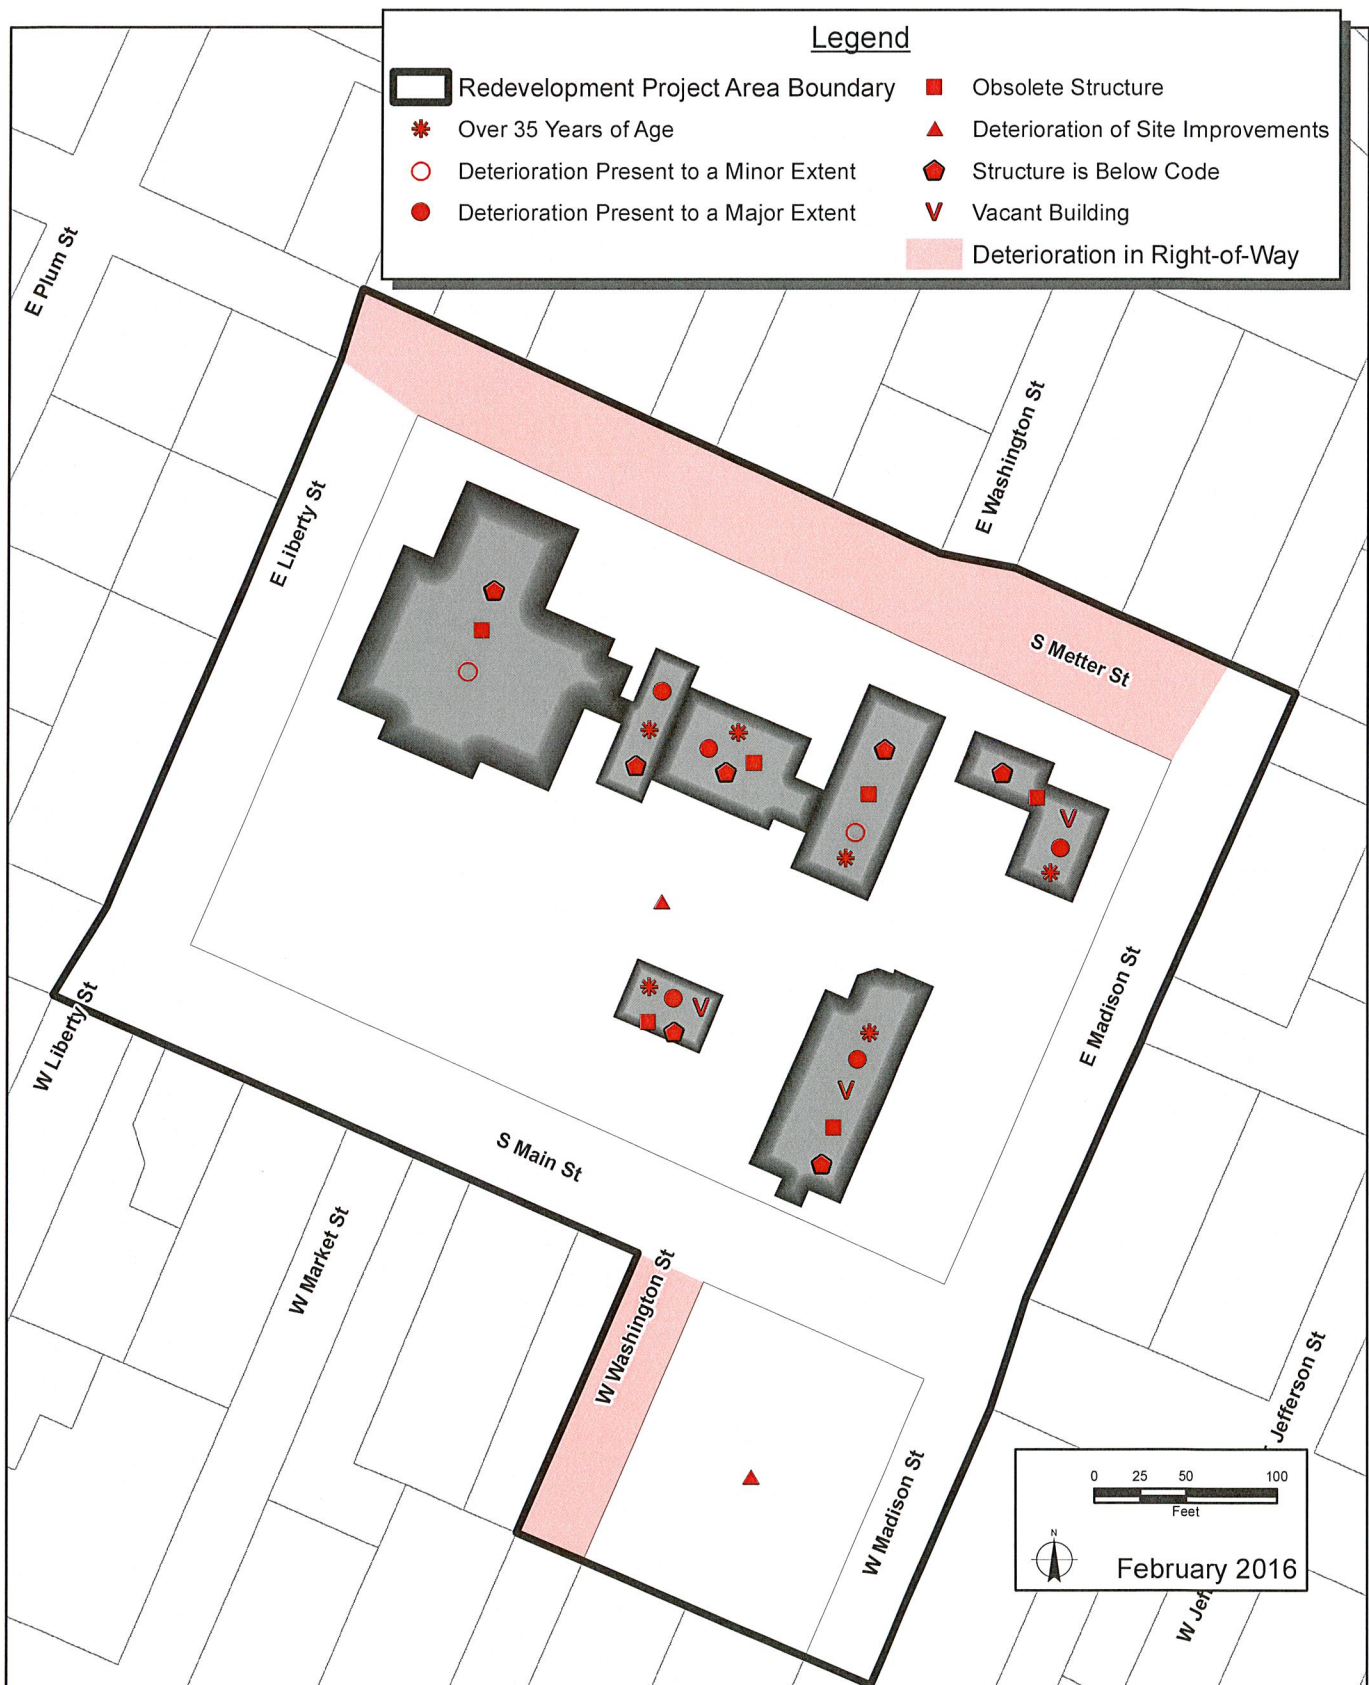 Legend
Redevelopment Project Area Boundary
Over 35 Years of Age
Deterioration Present to a Minor Extent
Deterioration Present to a Major Extent
Obsolete Structure
Deterioration of Site Improvements
Structure is Below Code
V Vacant Building
Deterioration in Right-of-Way
E Plum St
E Washington St
E Liberty St
S Metter St
V
V
V
E Madison St
W Liberty St
S Main St
W Market St
W Washington St
Jefferson St
W Madison St
0 25 50 100
Feet
N
February 2016
W Jef